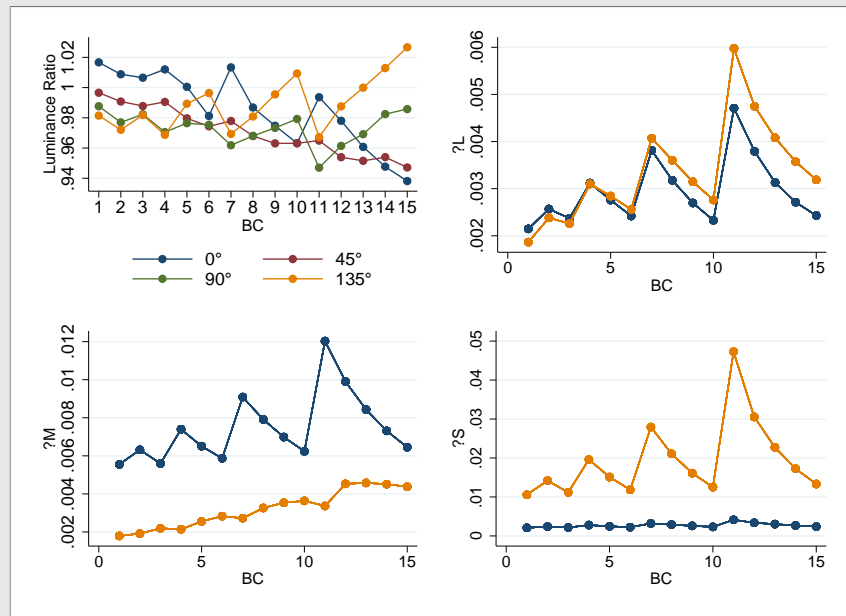 Luminance Ratio
.94 .96 .98 1 1.02
1 2 3 4 5 6 7 8 9 10 11 12 13 14 15
BC
0° 45°
90° 135°
?L
.002 .003 .004 .005 .006
0 5 10 15
BC
?M
.002 .004 .006 .008 .01 .012
0 5 10 15
BC
?S
0 .01 .02 .03 .04 .05
0 5 10 15
BC